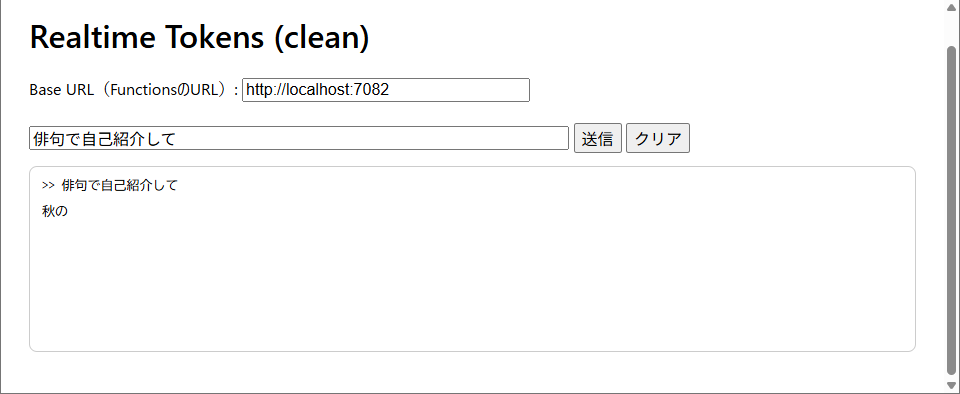 Realtime Tokens (clean)
Base URL（FunctionsのURL）: http://localhost:7082
俳句で自己紹介して 送信 クリア
>> 俳句で自己紹介して
秋の